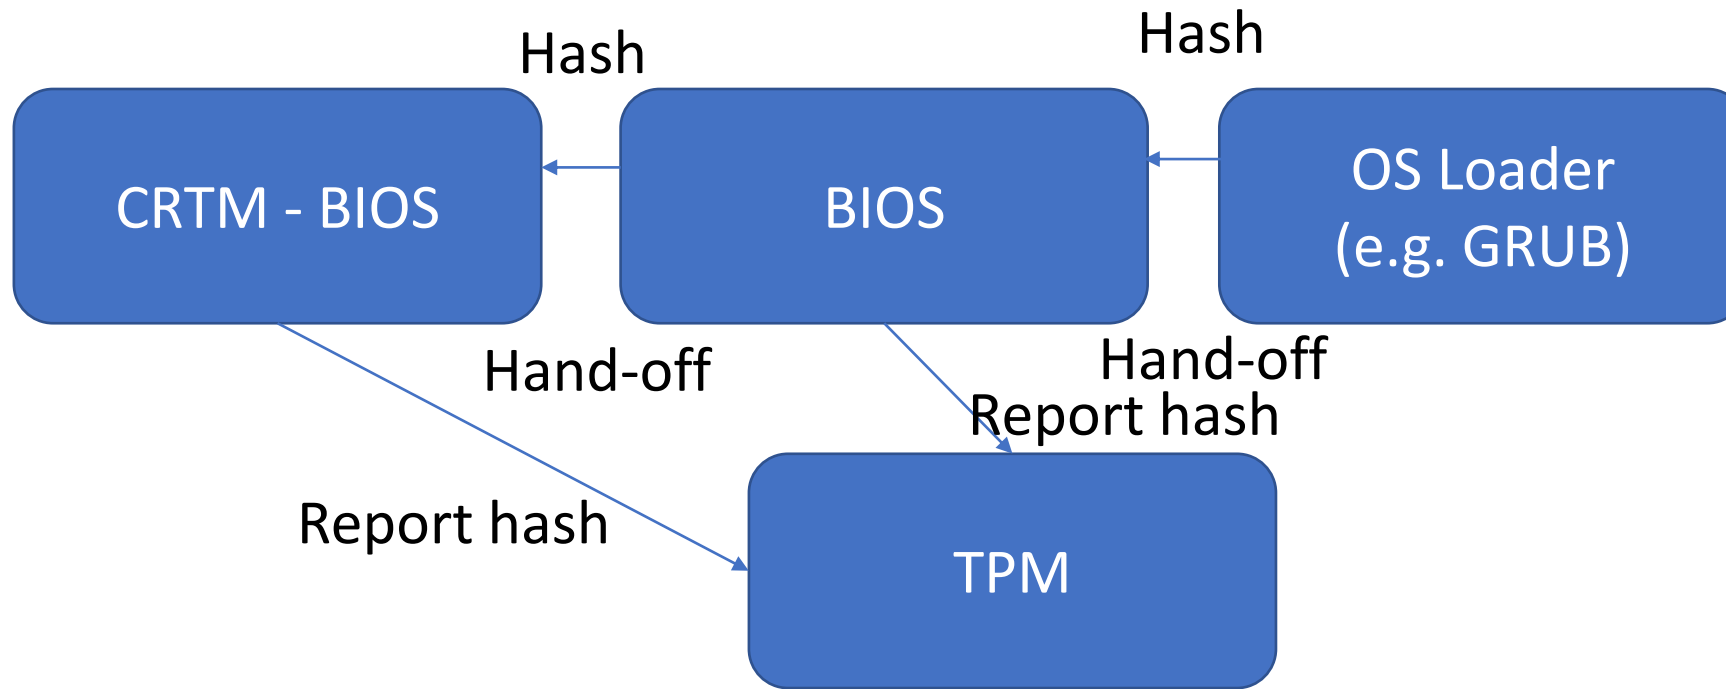 Hash
Hash
CRTM - BIOS
BIOS
OS Loader
(e.g. GRUB)
Hand-off
Hand-off
Report hash
Report hash
TPM